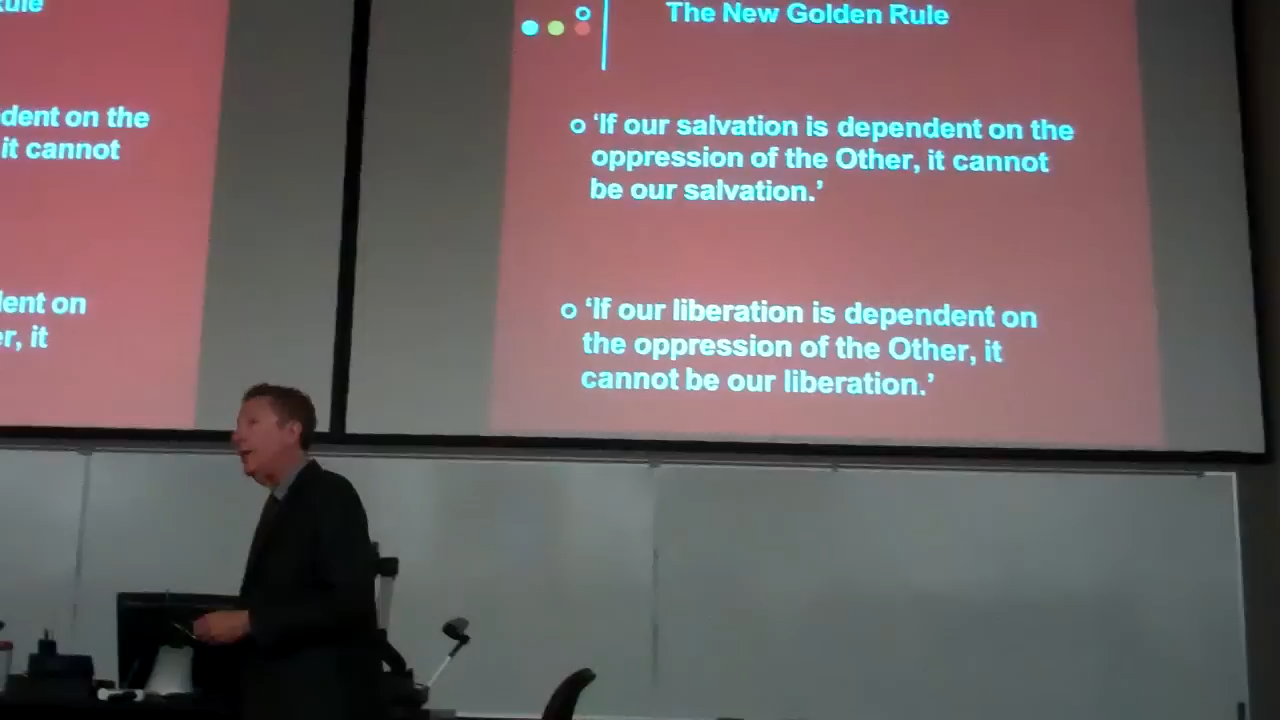 ule
dent on the
it cannot
lent on
er, it
The New Golden Rule
‘If our salvation is dependent on the
oppression of the Other, it cannot
be our salvation.’
‘If our liberation is dependent on
the oppression of the Other, it
cannot be our liberation.’